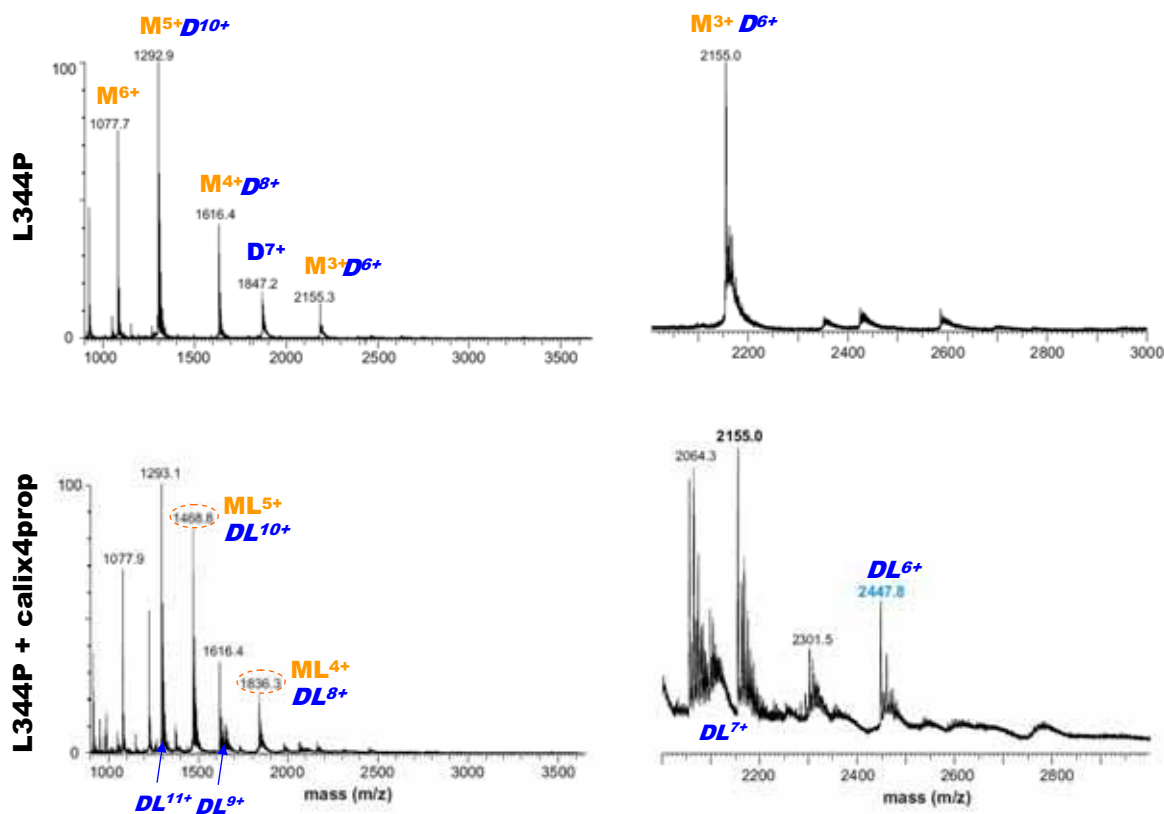 L344P
M5+ D10+
1292.9
100
M6+
1077.7
M4+ D8+
1616.4
D7+
1847.2
M3+ D6+
2155.3
0
1000 1500 2000 2500 3000 3500
M3+ D6+
2155.0
2200 2400 2600 2800 3000
L344P + calix4prop
1293.1
100
ML5+
1468.6
DL10+
1077.9
1616.4
ML4+
1836.3
DL8+
0
1000 1500 2000 2500 3000 3500
mass (m/z)
DL11+ DL9+
2155.0
2064.3
DL6+
2447.8
2301.5
DL7+
2200 2400 2600 2800
mass (m/z)